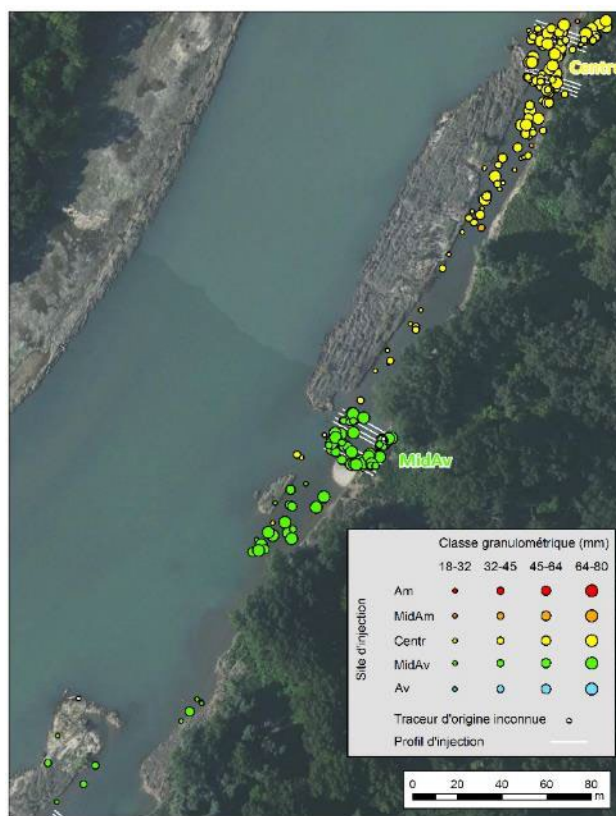 Centr
MidAv
Classe granulométrique (mm)
18-32 32-45 45-64 64-80
Site d'injection
Am
MidAm
Centr
MidAv
Av
Traceur d'origine inconnue
Profil d'injection
0 20 40 60 80
m